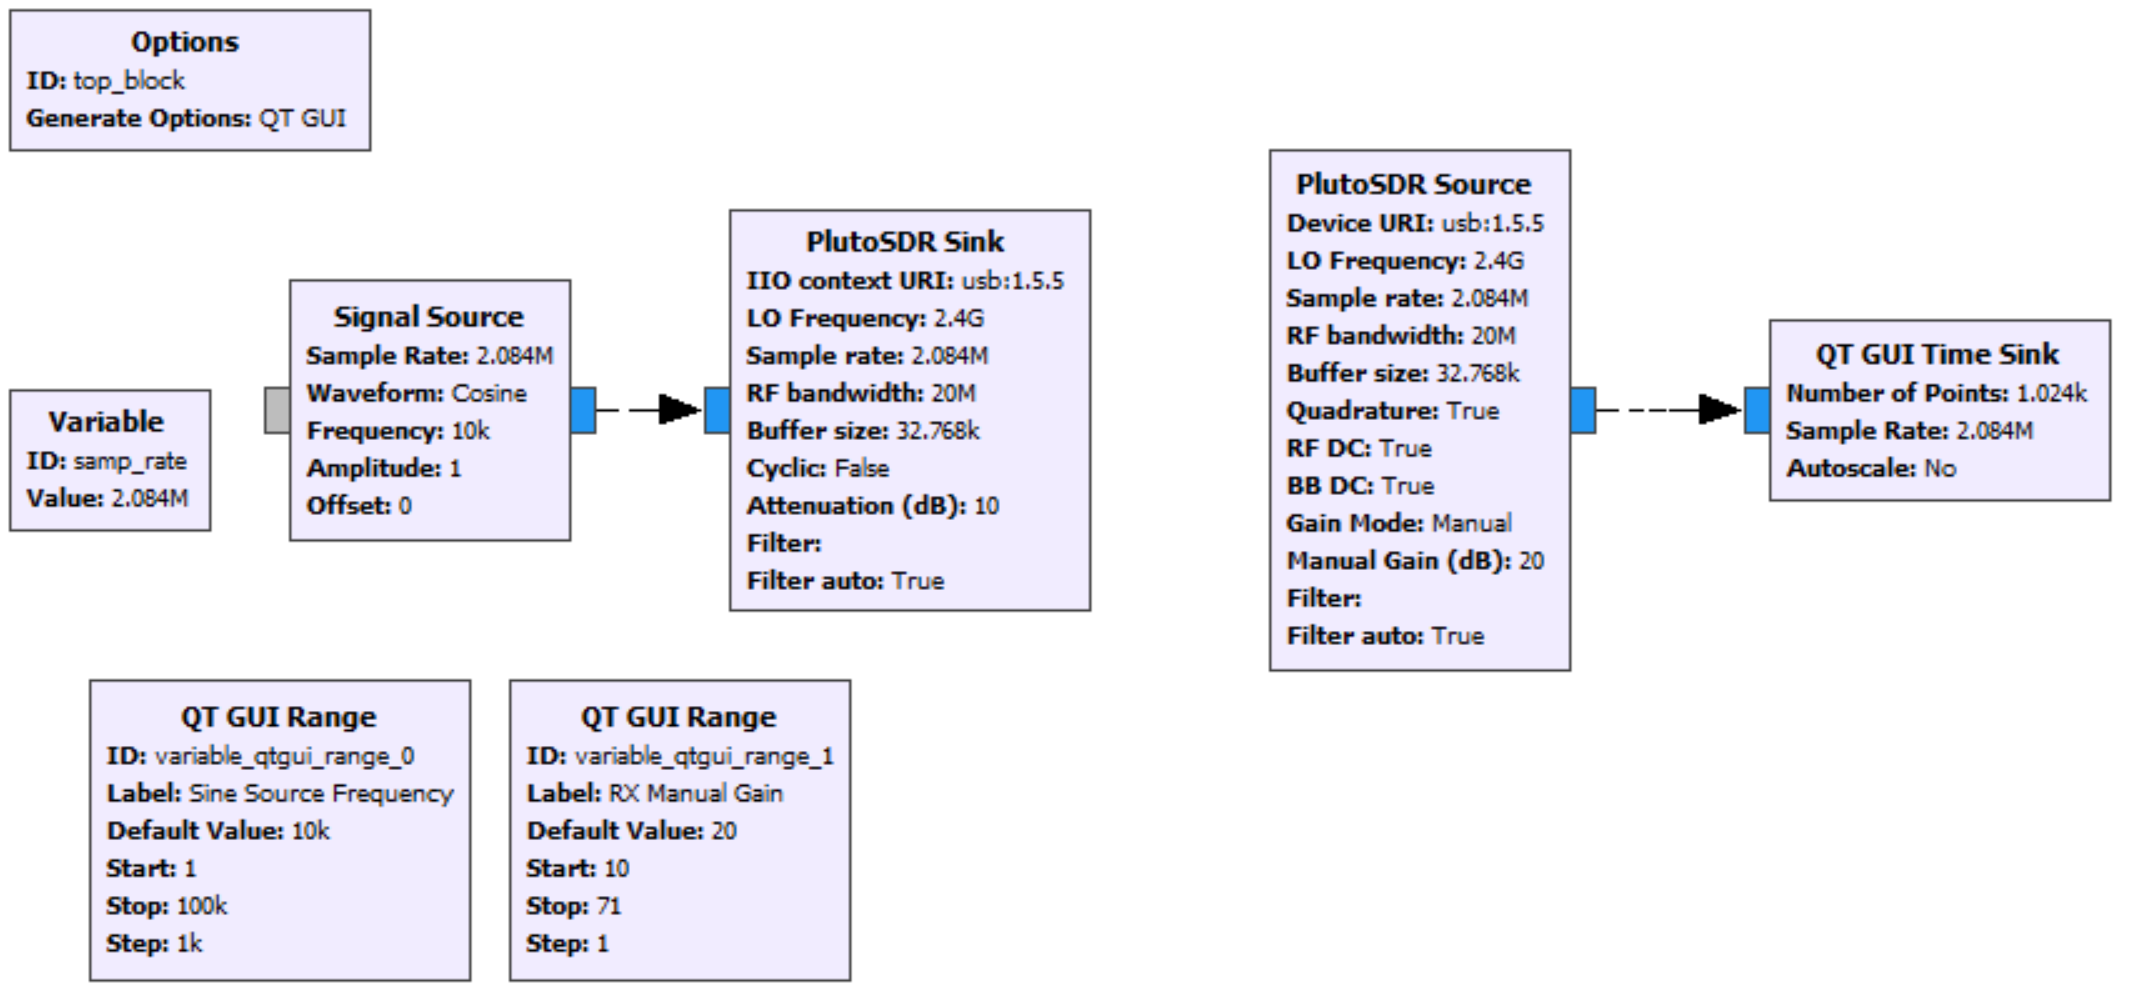 Options
ID: top_block
Generate Options: QT GUI
Variable
ID: samp_rate
Value: 2.084M
Signal Source
Sample Rate: 2.084M
Waveform: Cosine
Frequency: 10k
Amplitude: 1
Offset: 0
PlutoSDR Sink
IIO context URI: usb:1.5.5
LO Frequency: 2.4G
Sample rate: 2.084M
RF bandwidth: 20M
Buffer size: 32.768k
Cyclic: False
Attenuation (dB): 10
Filter:
Filter auto: True
PlutoSDR Source
Device URI: usb:1.5.5
LO Frequency: 2.4G
Sample rate: 2.084M
RF bandwidth: 20M
Buffer size: 32.768k
Quadrature: True
RF DC: True
BB DC: True
Gain Mode: Manual
Manual Gain (dB): 20
Filter:
Filter auto: True
QT GUI Time Sink
Number of Points: 1.024k
Sample Rate: 2.084M
Autoscale: No
QT GUI Range
ID: variable_qtgui_range_0
Label: Sine Source Frequency
Default Value: 10k
Start: 1
Stop: 100k
Step: 1k
QT GUI Range
ID: variable_qtgui_range_1
Label: RX Manual Gain
Default Value: 20
Start: 10
Stop: 71
Step: 1